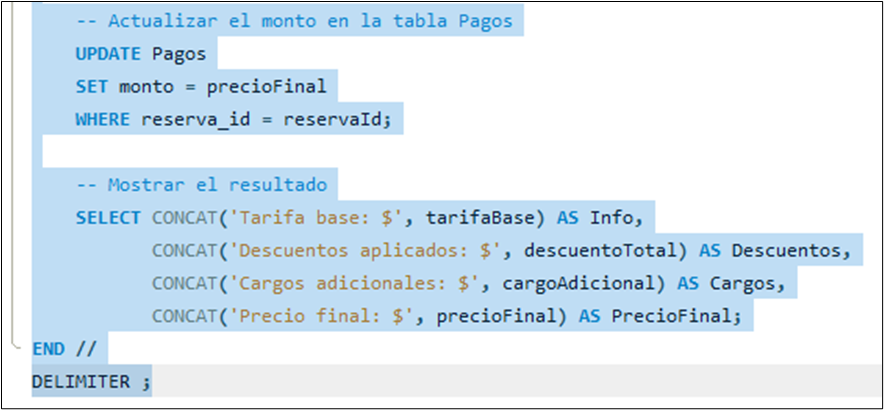 -- Actualizar el monto en la tabla Pagos
UPDATE Pagos
SET monto = precioFinal
WHERE reserva_id = reservaId;
-- Mostrar el resultado
SELECT CONCAT('Tarifa base: $', tarifaBase) AS Info,
CONCAT('Descuentos aplicados: $', descuentoTotal) AS Descuentos,
CONCAT('Cargos adicionales: $', cargoAdicional) AS Cargos,
CONCAT('Precio final: $', precioFinal) AS PrecioFinal;
END //
DELIMITER ;